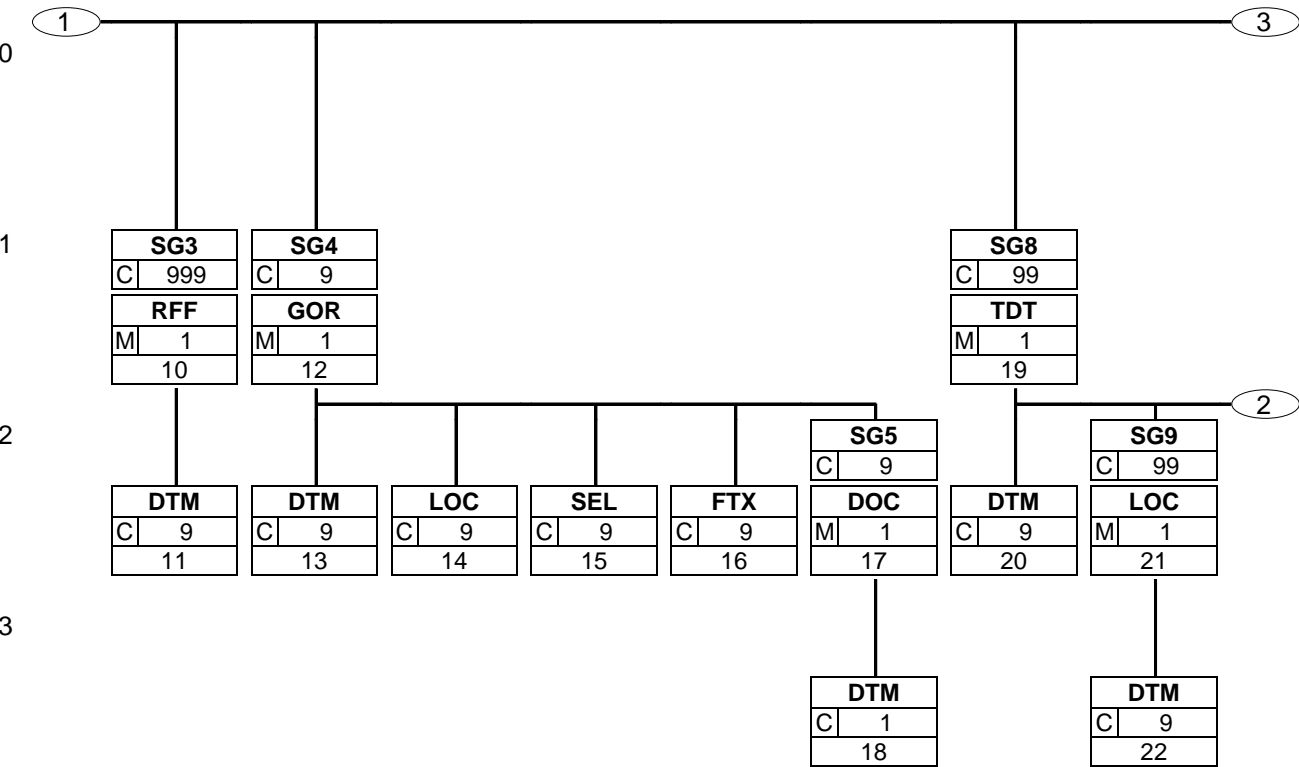 1 3
0
1
SG3 SG4 SG8
C 999 C 9 C 99
RFF GOR TDT
M 1 M 1 M 1
10 12 19
2
2
SG5 SG9
C 9 C 99
DTM DTM LOC SEL FTX DOC DTM LOC
C 9 C 9 C 9 C 9 C 9 M 1 C 9 M 1
11 13 14 15 16 17 20 21
3
DTM DTM
C 1 C 9
18 22